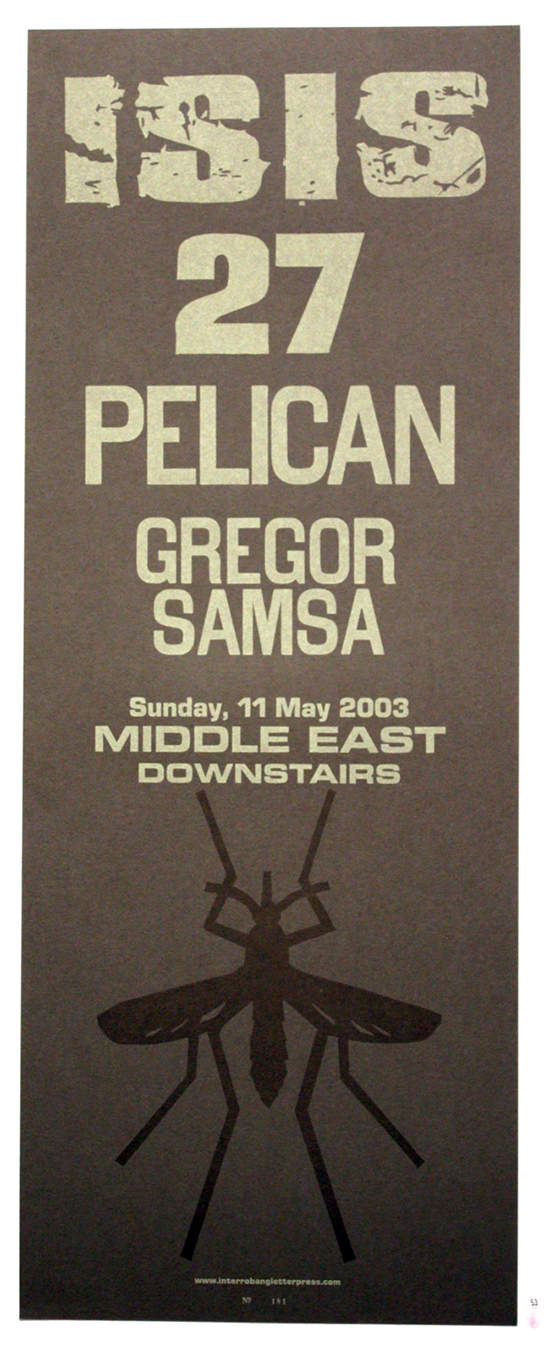 ISIS
27
PELICAN
GREGOR
SAMSA
Sunday, 11 May 2003
MIDDLE EAST
DOWNSTAIRS
www.interrobangletterpress.com
Nº 181
53